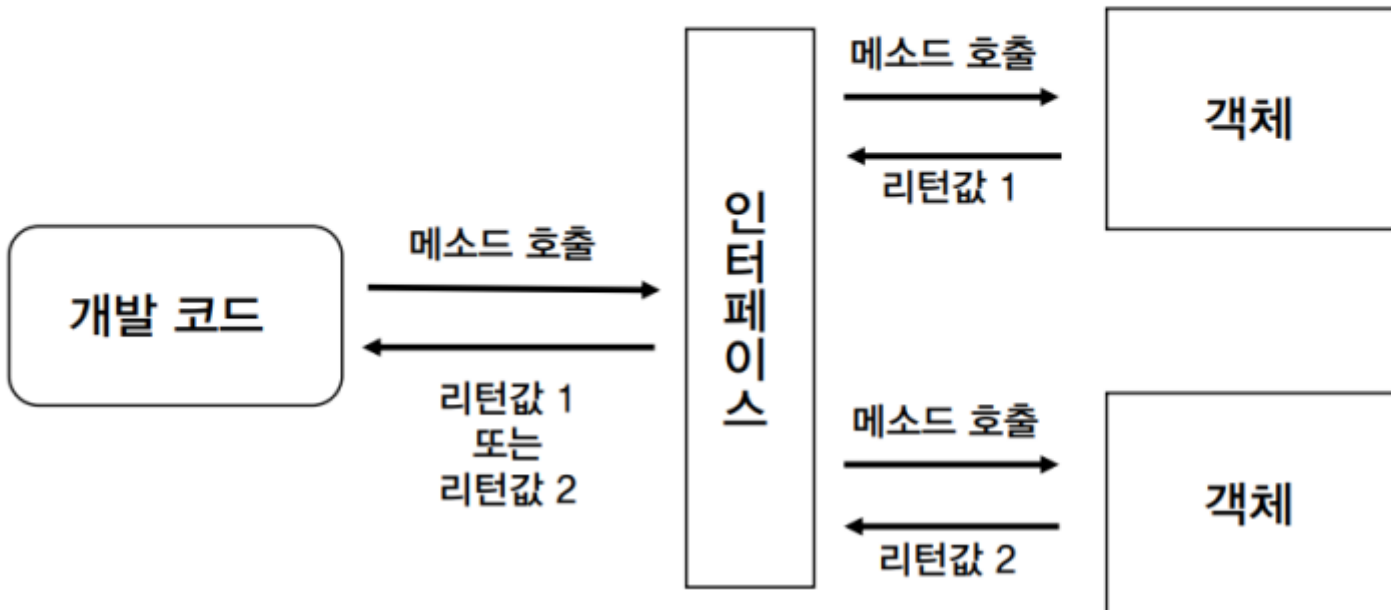 개발 코드
메소드 호출
리턴값 1
또는
리턴값 2
인터페이스
메소드 호출
리턴값 1
객체
메소드 호출
리턴값 2
객체